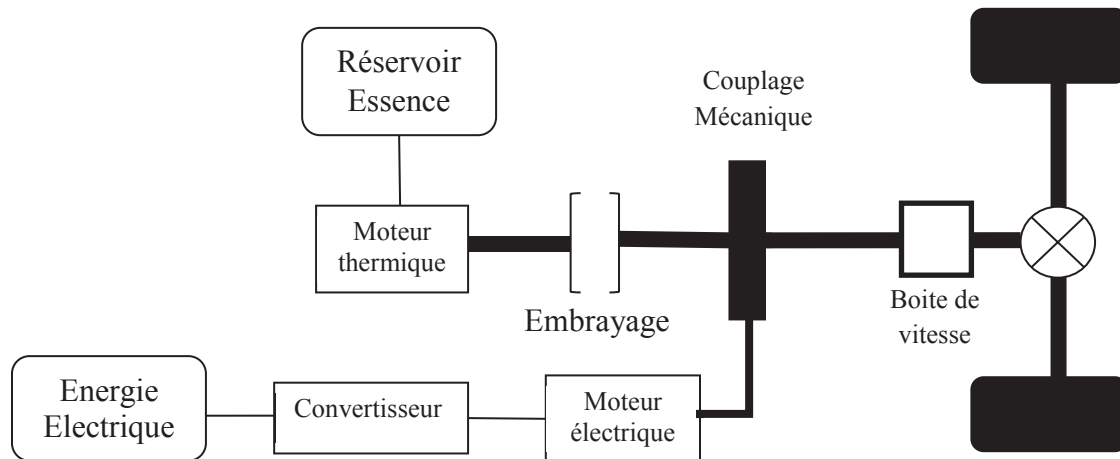 Réservoir
Essence
Couplage
Mécanique
Moteur
thermique
Embrayage
Boite de
vitesse
Energie
Electrique
Convertisseur
Moteur
électrique